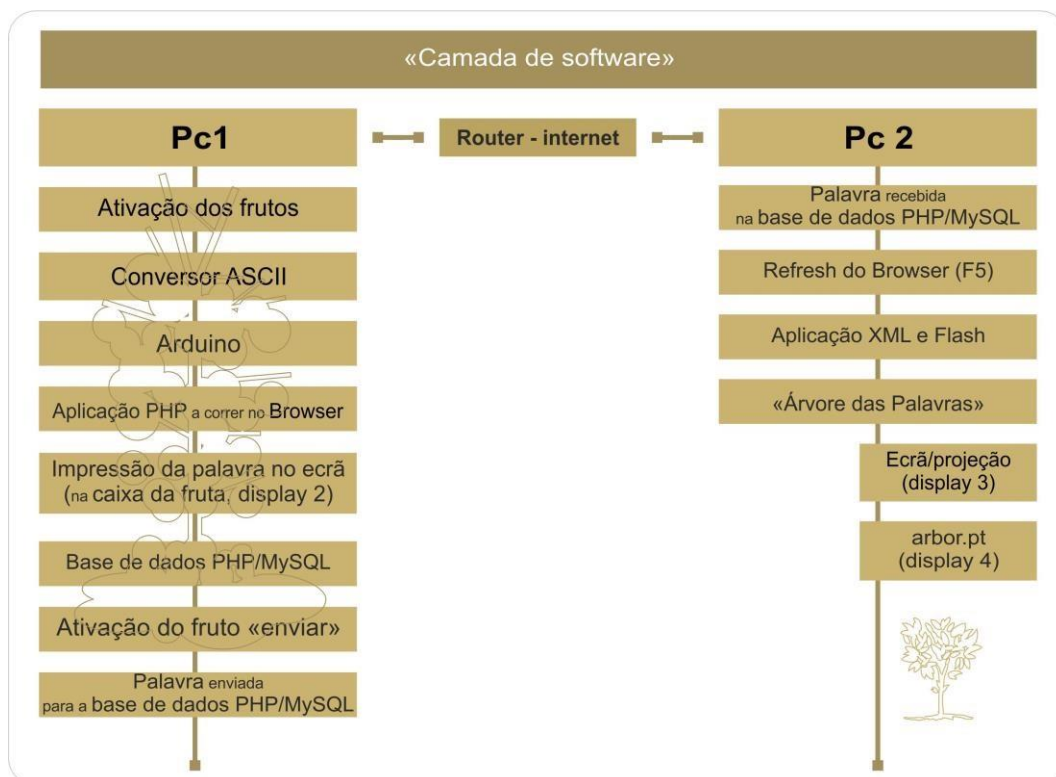 «Camada de software»
Pc1
Router - internet
Pc 2
Ativação dos frutos
Conversor ASCII
Arduino
Aplicação PHP a correr no Browser
Impressão da palavra no ecrã
(na caixa da fruta, display 2)
Base de dados PHP/MySQL
Ativação do fruto «enviar»
Palavra enviada
para a base de dados PHP/MySQL
Palavra recebida
na base de dados PHP/MySQL
Refresh do Browser (F5)
Aplicação XML e Flash
«Árvore das Palavras»
Ecrã/projeção
(display 3)
arbor.pt
(display 4)